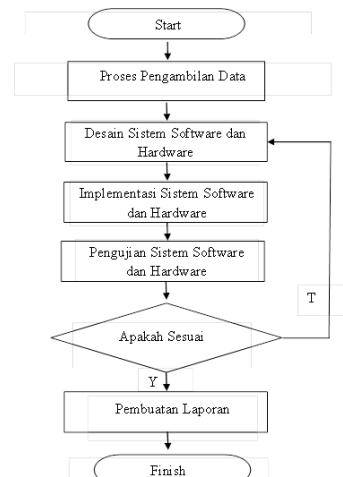 Start
Proses Pengambilan Data
Desain Sistem Software dan
Hardware
Implementasi Sistem Software
dan Hardware
Pengujian Sistem Software
dan Hardware
T
Apakah Sesuai
Y
Pembuatan Laporan
Finish